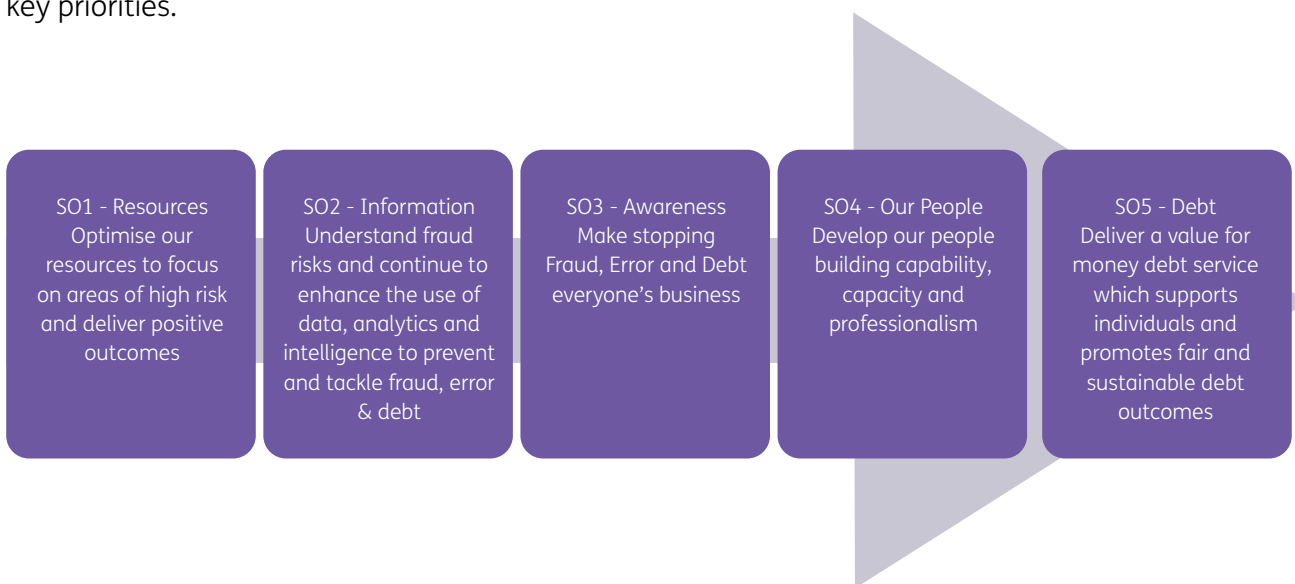 key priorities.
SO1 - Resources
Optimise our
resources to focus
on areas of high risk
and deliver positive
outcomes
SO2 - Information
Understand fraud
risks and continue to
enhance the use of
data, analytics and
intelligence to prevent
and tackle fraud, error
& debt
SO3 - Awareness
Make stopping
Fraud, Error and Debt
everyone’s business
SO4 - Our People
Develop our people
building capability,
capacity and
professionalism
SO5 - Debt
Deliver a value for
money debt service
which supports
individuals and
promotes fair and
sustainable debt
outcomes